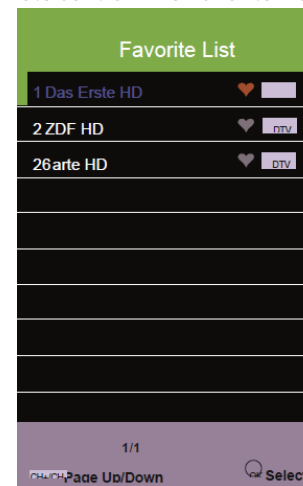 Favorite List
1 Das Erste HD
2 ZDF HD DTV
26 arte HD DTV
1/1
CH+/CH Page Up/Down OK Select